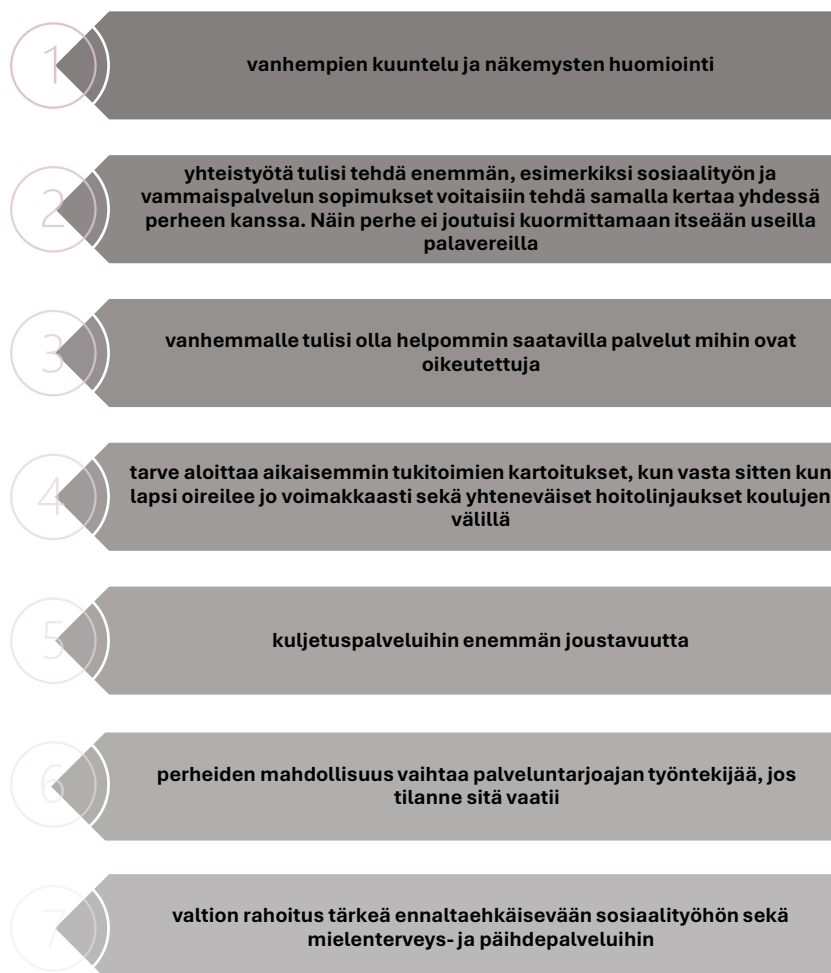 1
vanhempien kuuntelu ja näkemysten huomiointi
2
yhteistyötä tulisi tehdä enemmän, esimerkiksi sosiaalityön ja
vammaispalvelun sopimukset voitaisiin tehdä samalla kertaa yhdessä
perheen kanssa. Näin perhe ei joutuisi kuormittamaan itseään useilla
palavereilla
3
vanhemmalle tulisi olla helpommin saatavilla palvelut mihin ovat
oikeutettuja
4
tarve aloittaa aikaisemmin tukitoimien kartoitukset, kun vasta sitten kun
lapsi oireilee jo voimakkaasti sekä yhteneväiset hoitolinjaukset koulujen
välillä
5
kuljetuspalveluihin enemmän joustavuutta
6
perheiden mahdollisuus vaihtaa palveluntarjoajan työntekijää, jos
tilanne sitä vaatii
7
valtion rahoitus tärkeä ennaltaehkäisevään sosiaalityöhön sekä
mielenterveys- ja päihdepalveluihin